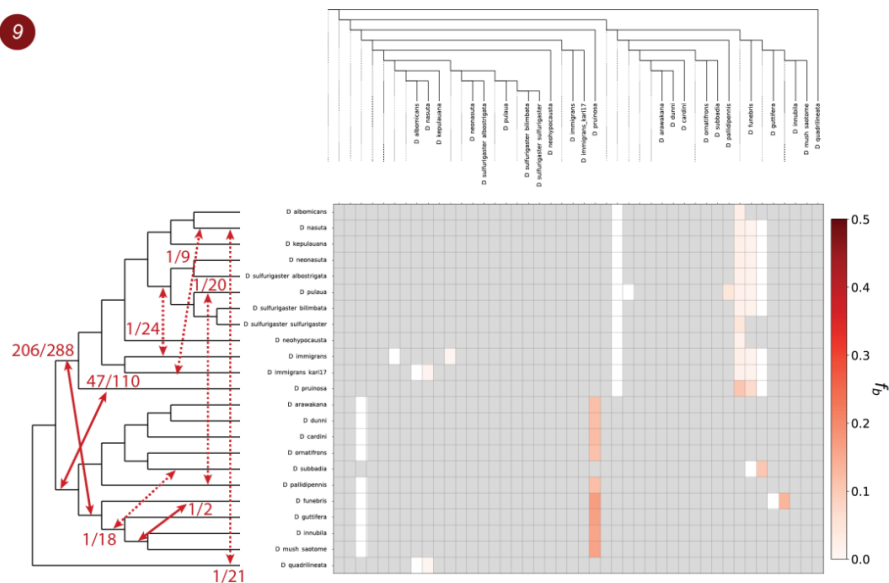 9
D albomicans
D nasuta
D kepulauana
D neonasuta
D sulfurigaster albostrigata
D pulaua
D sulfurigaster bilimbata
D sulfurigaster sulfurigaster
D neohypocausta
D immigrans
D immigrans_kari17
D pruinosa
D arawakana
D dunni
D cardini
D ornatifrons
D subbadia
D pallidipennis
D funebris
D guttifera
D innubila
D mush saotome
D quadrilineata
D albomicans
D nasuta
D kepulauana
D neonasuta
D sulfurigaster albostrigata
D pulaua
D sulfurigaster bilimbata
D sulfurigaster sulfurigaster
D neohypocausta
D immigrans
D immigrans kari17
D pruinosa
D arawakana
D dunni
D cardini
D ornatifrons
D subbadia
D pallidipennis
D funebris
D guttifera
D innubila
D mush saotome
D quadrilineata
1/9
1/20
1/24
206/288
47/110
1/2
1/18
1/21
0.5
0.4
0.3
0.2
0.1
0.0
fb